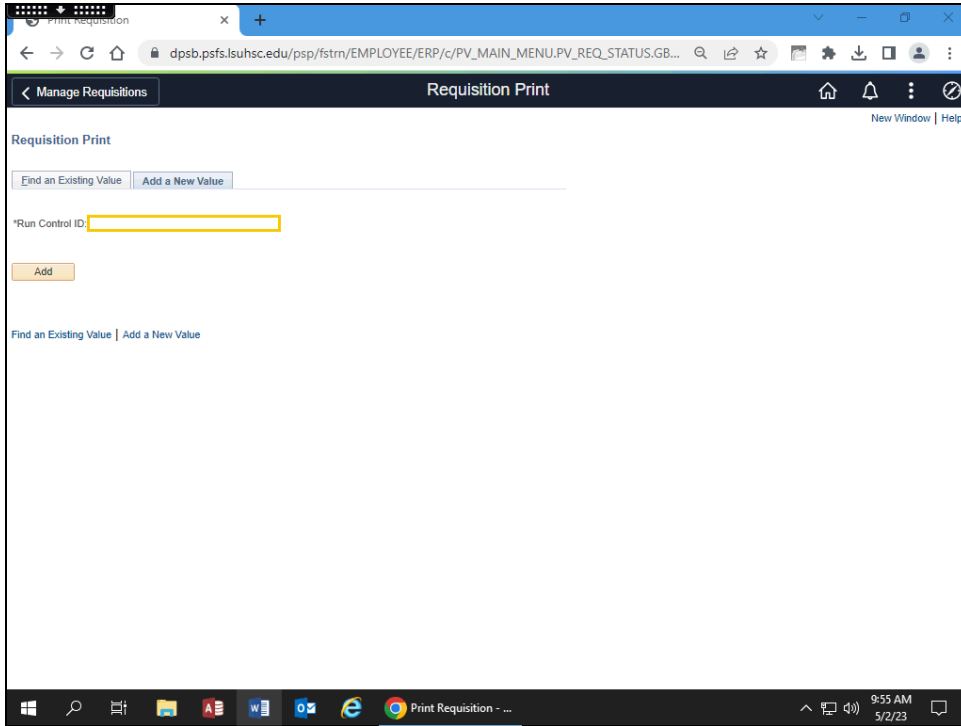 Print Requisition
dpsb.psfs.lsuhsc.edu/psp/fstrn/EMPLOYEE/ERP/c/PV_MAIN_MENU.PV_REQ_STATUS.GB...
Manage Requisitions
Requisition Print
New Window | Help
Requisition Print
Find an Existing Value
Add a New Value
*Run Control ID:
Add
Find an Existing Value | Add a New Value
Print Requisition - ...
9:55 AM
5/2/23